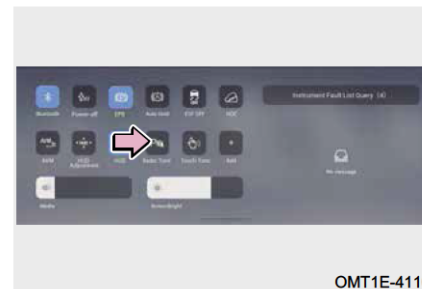 Instrument Fault List Query (4)
Bluetooth Power-off EPB Auto Hold ESP OFF HDC
AVM HUD Adjustment HUD Radar Tone Touch Tone Add
No message
Media Screenbright
OMT1E-411